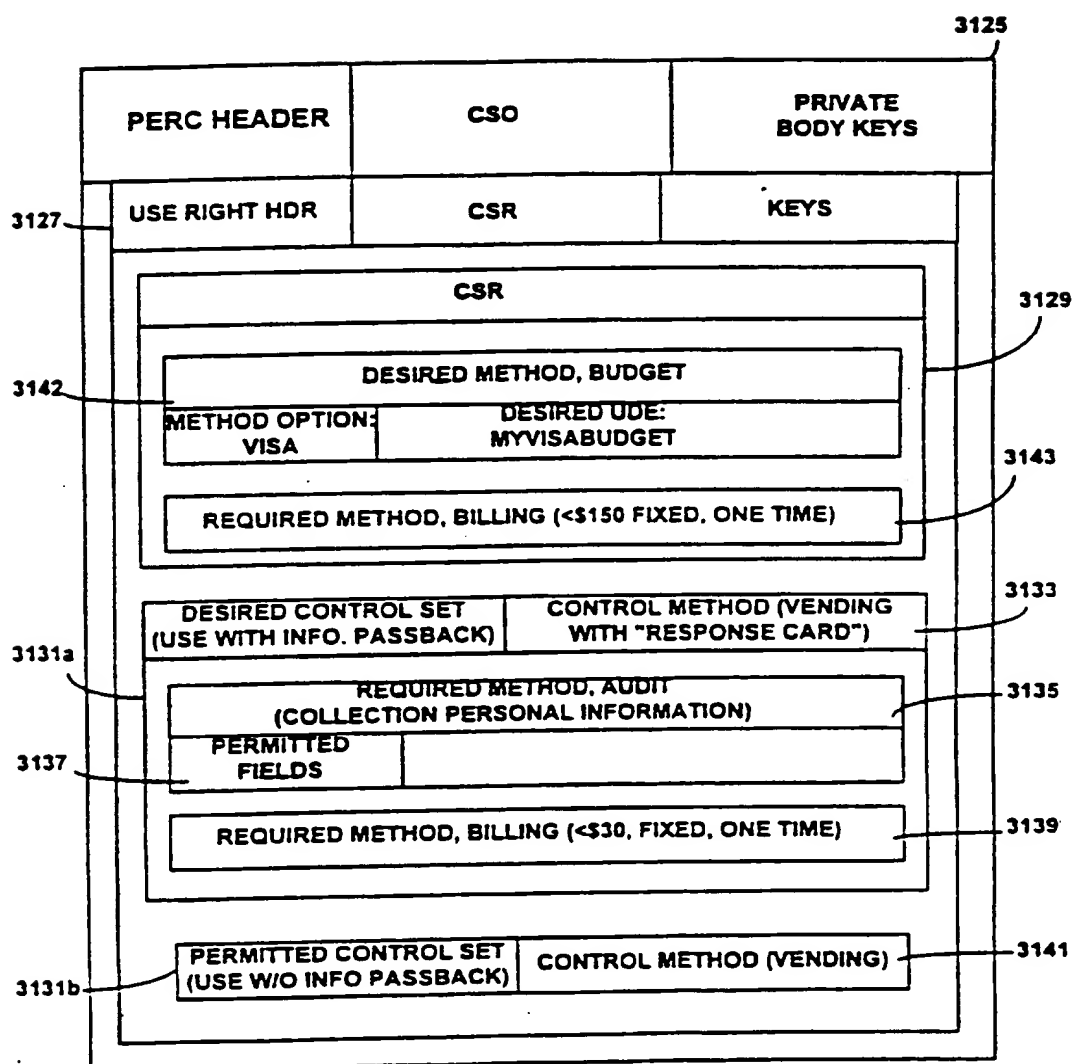 3125
PERC HEADER
CSO
PRIVATE
BODY KEYS
3127
USE RIGHT HDR
CSR
KEYS
CSR
3129
3142
DESIRED METHOD, BUDGET
METHOD OPTION:
VISA
DESIRED UDE:
MYVISABUDGET
3143
REQUIRED METHOD, BILLING (<$150 FIXED, ONE TIME)
3133
DESIRED CONTROL SET
(USE WITH INFO. PASSBACK)
CONTROL METHOD (VENDING
WITH "RESPONSE CARD")
3131a
REQUIRED METHOD, AUDIT
(COLLECTION PERSONAL INFORMATION)
3135
3137
PERMITTED
FIELDS
REQUIRED METHOD, BILLING (<$30, FIXED, ONE TIME)
3139
PERMITTED CONTROL SET
(USE W/O INFO PASSBACK)
CONTROL METHOD (VENDING)
3141
3131b